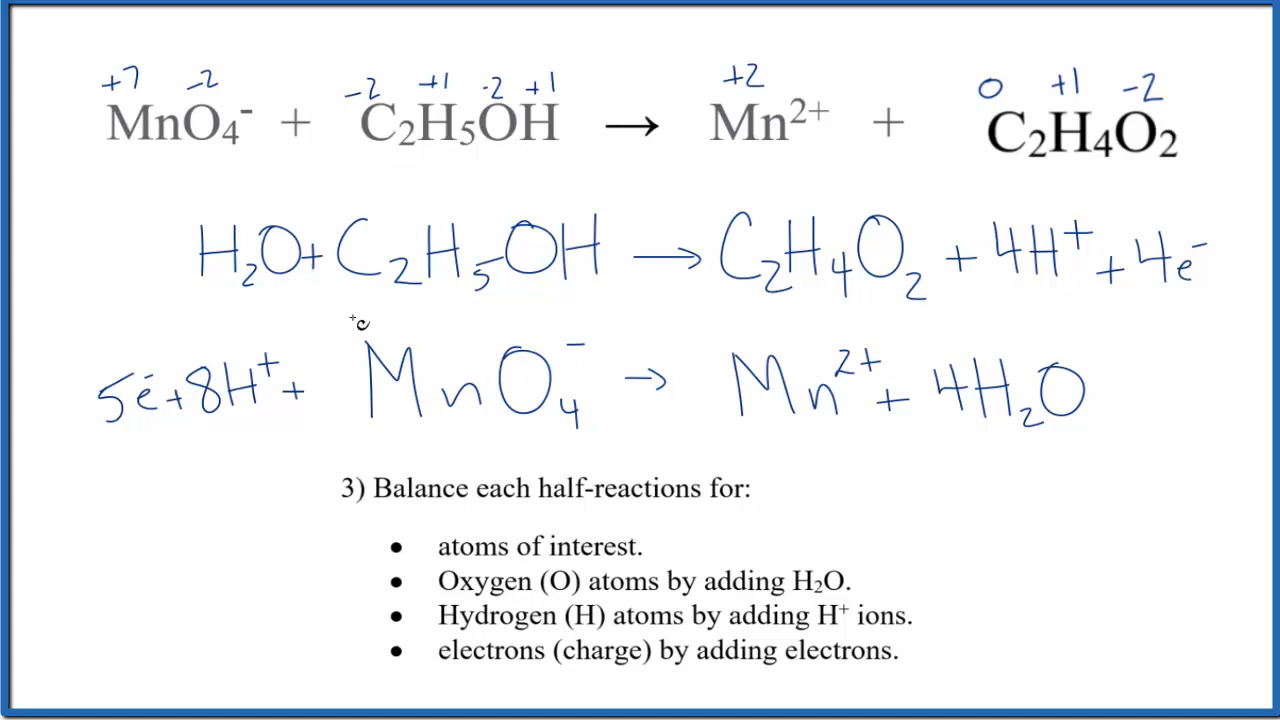 +7 -2 -2 +1 -2 +1 +2 0 +1 -2
MnO₄⁻ + C₂H₅OH → Mn²⁺ + C₂H₄O₂
H₂O + C₂H₅OH → C₂H₄O₂ + 4H⁺ + 4e⁻
5e⁻ + 8H⁺ + MnO₄⁻ → Mn²⁺ + 4H₂O
3) Balance each half-reactions for:
● atoms of interest.
● Oxygen (O) atoms by adding H₂O.
● Hydrogen (H) atoms by adding H⁺ ions.
● electrons (charge) by adding electrons.